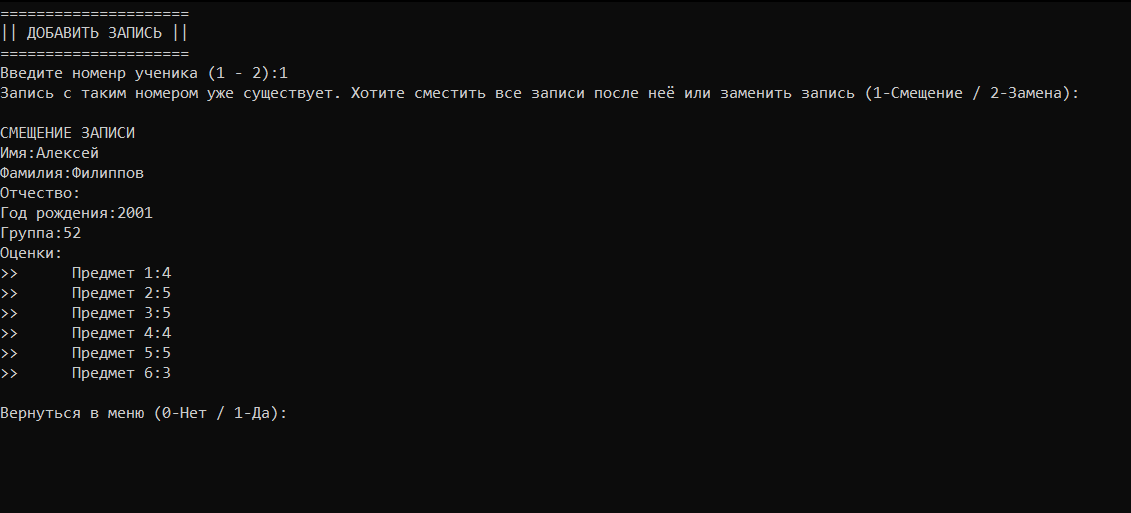 =====================
|| ДОБАВИТЬ ЗАПИСЬ ||
=====================
Введите номенр ученика (1 - 2):1
Запись с таким номером уже существует. Хотите сместить все записи после неё или заменить запись (1-Смещение / 2-Замена):
СМЕЩЕНИЕ ЗАПИСИ
Имя:Алексей
Фамилия:Филиппов
Отчество:
Год рождения:2001
Группа:52
Оценки:
>>      Предмет 1:4
>>      Предмет 2:5
>>      Предмет 3:5
>>      Предмет 4:4
>>      Предмет 5:5
>>      Предмет 6:3
Вернуться в меню (0-Нет / 1-Да):